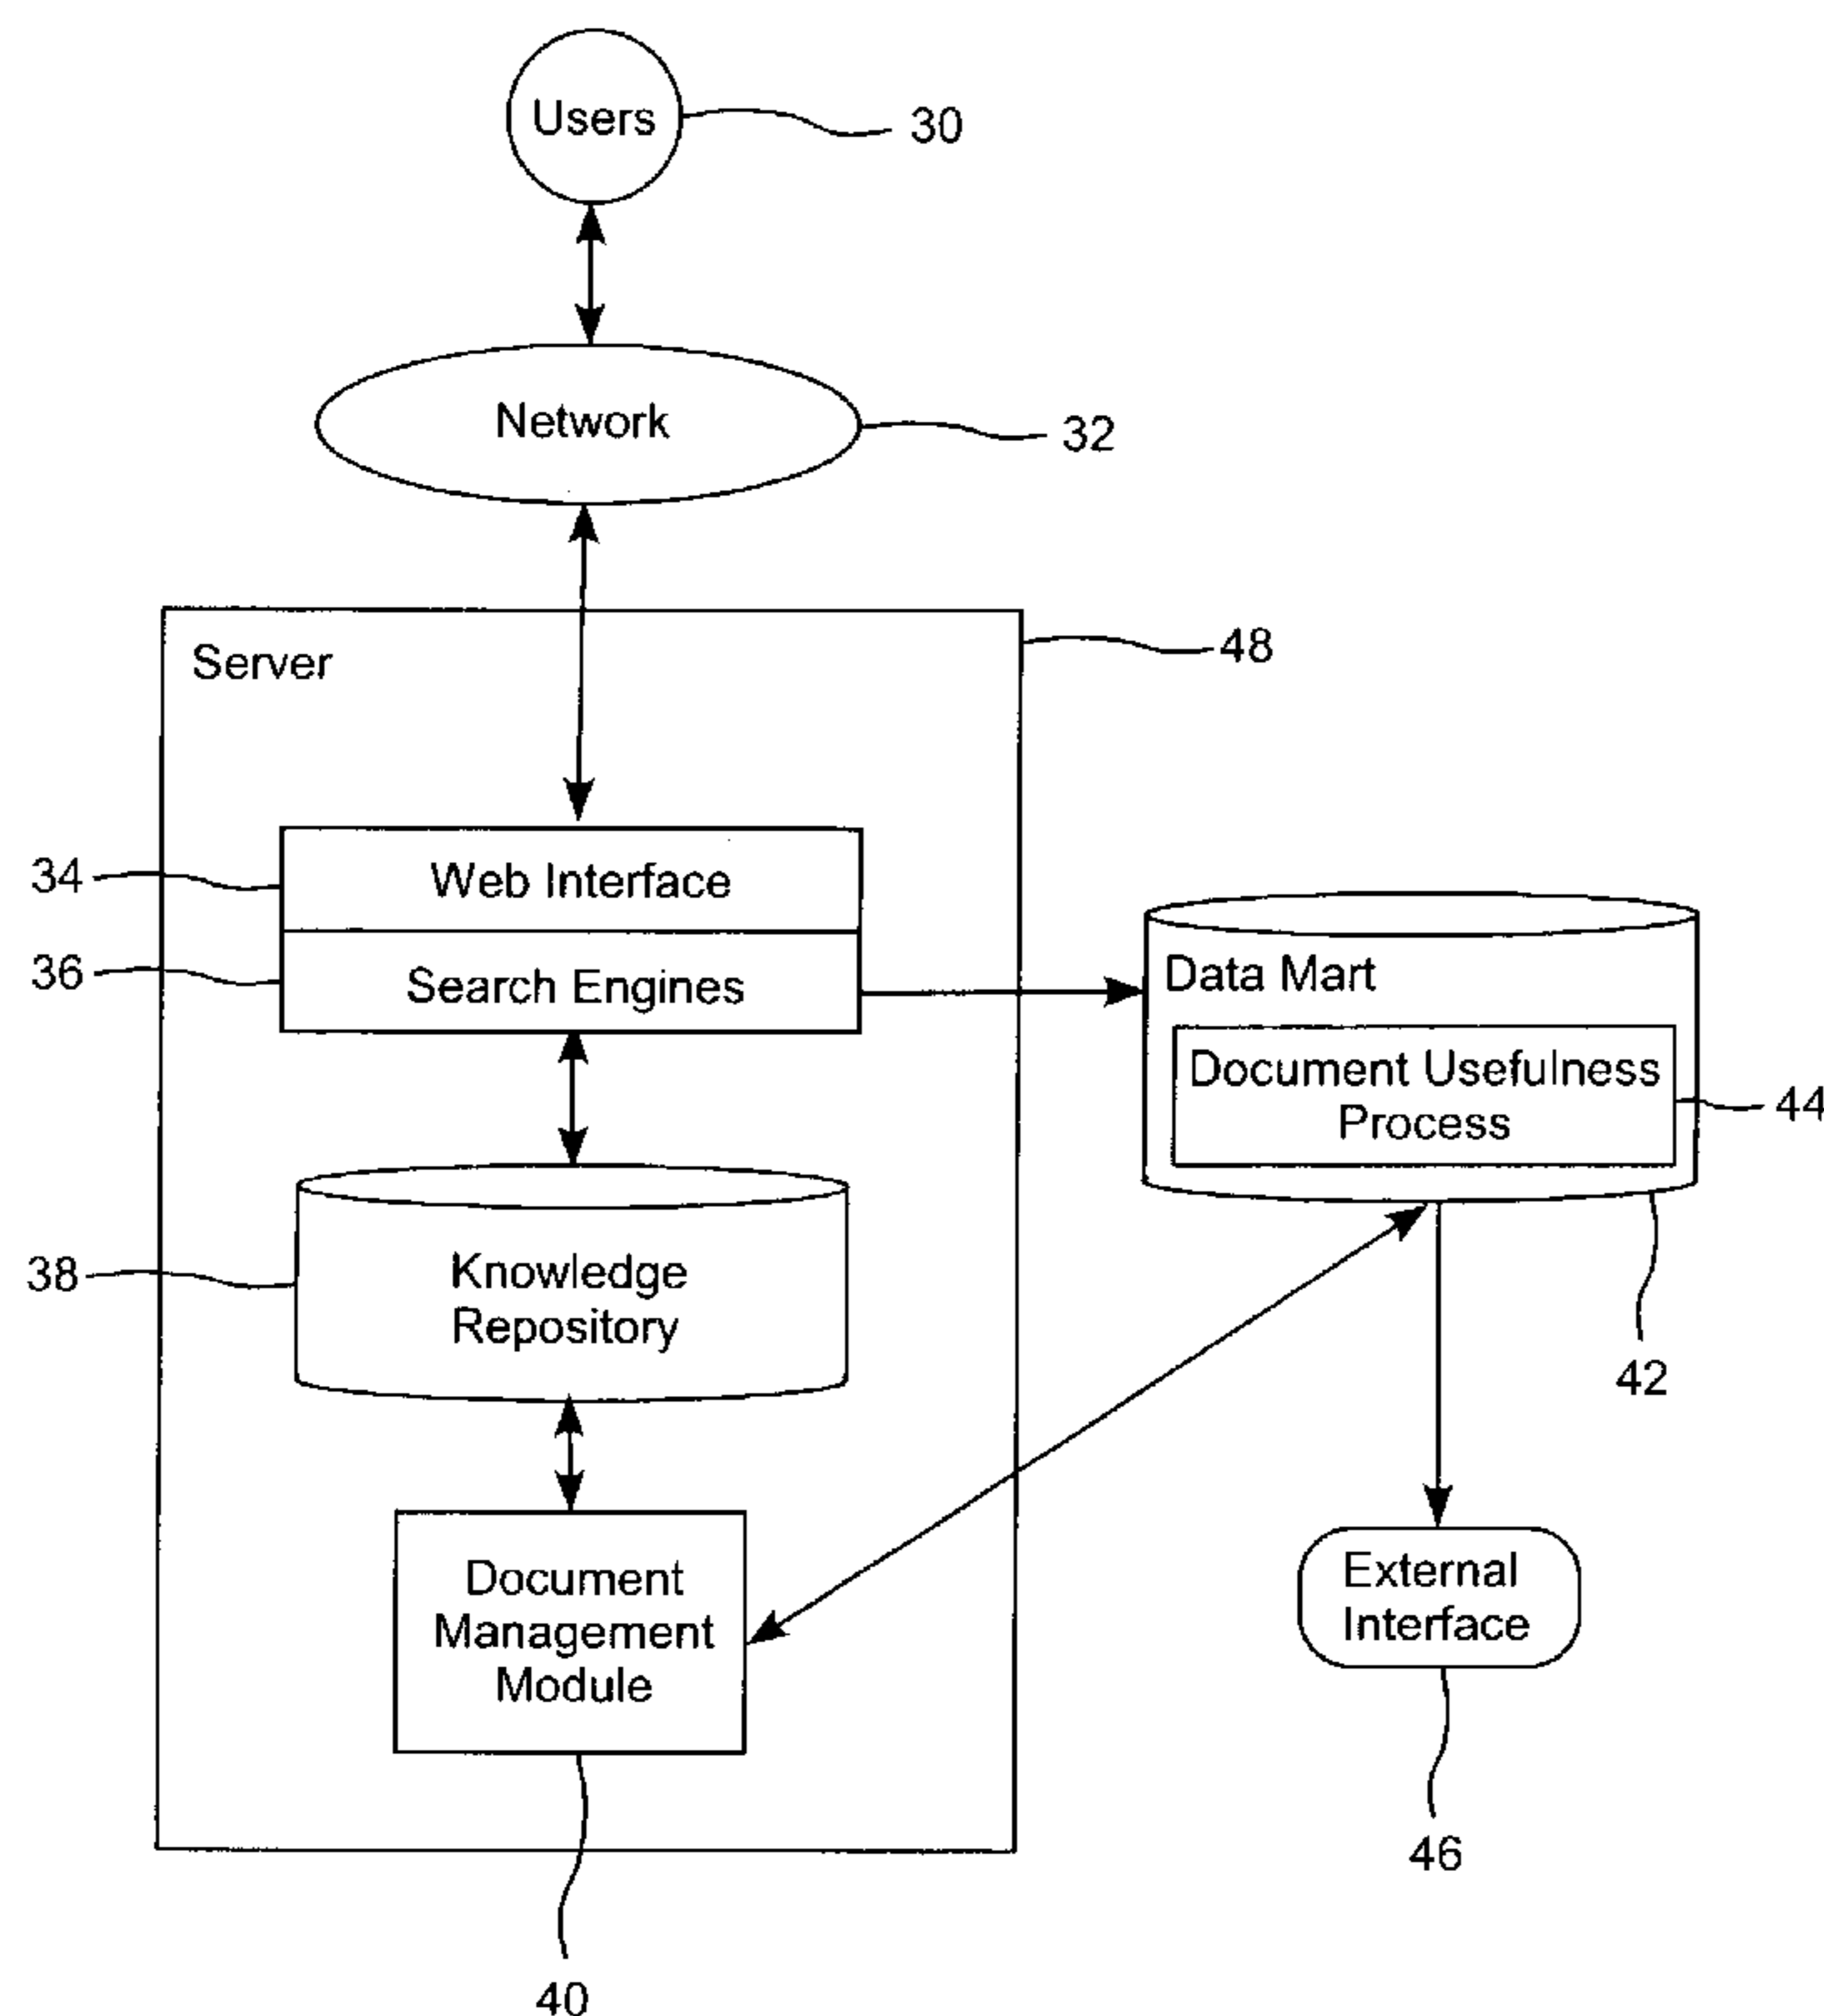 Users
30
Network
32
Server
48
34
Web Interface
36
Search Engines
Data Mart
Document Usefulness
Process
44
38
Knowledge
Repository
42
Document
Management
Module
External
Interface
46
40